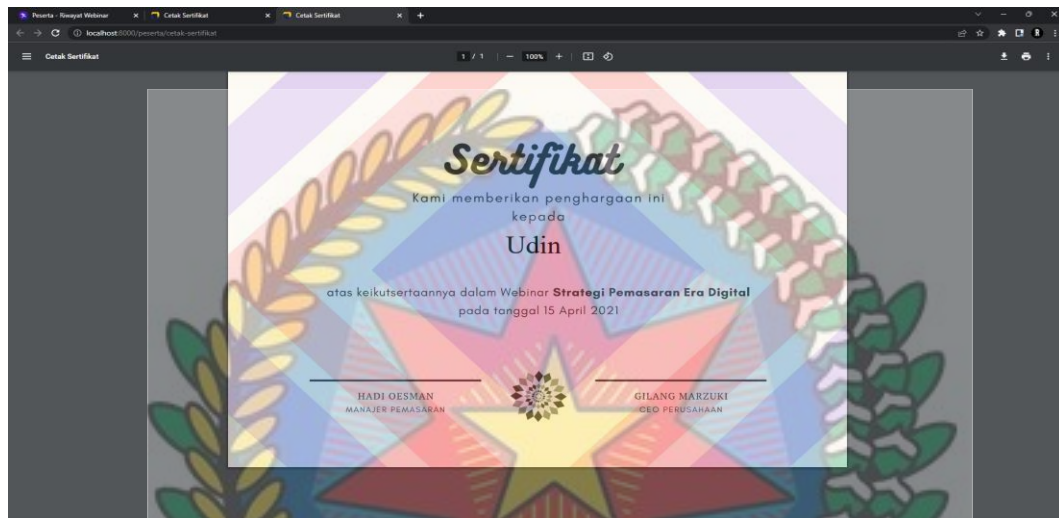 Peserta - Riwayat Webinar
Cetak Sertifikat
Cetak Sertifikat
localhost:8000/peserta/cetak-sertifikat
R
Cetak Sertifikat
1 / 1
100%
Sertifikat
Kami memberikan penghargaan ini
kepada
Udin
atas keikutsertaannya dalam Webinar Strategi Pemasaran Era Digital
pada tanggal 15 April 2021
HADI OESMAN
MANAJER PEMASARAN
GILANG MARZUKI
CEO PERUSAHAAN